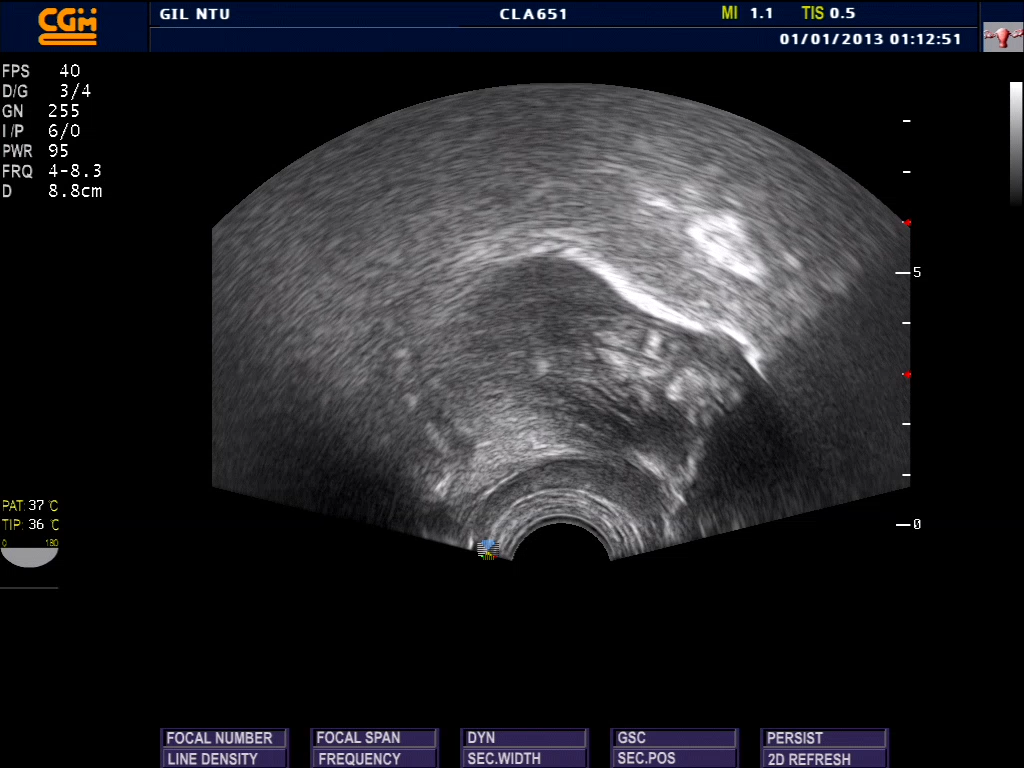 CGM
GIL NTU CLA651 MI 1.1 TIS 0.5
01/01/2013 01:12:51
FPS 40
D/G 3/4
GN 255
I/P 6/0
PWR 95
FRQ 4-8.3
D 8.8cm
5
PAT: 37 °C
TIP: 36 °C
0 180
0
FOCAL NUMBER FOCAL SPAN DYN GSC PERSIST
LINE DENSITY FREQUENCY SEC.WIDTH SEC.POS 2D REFRESH